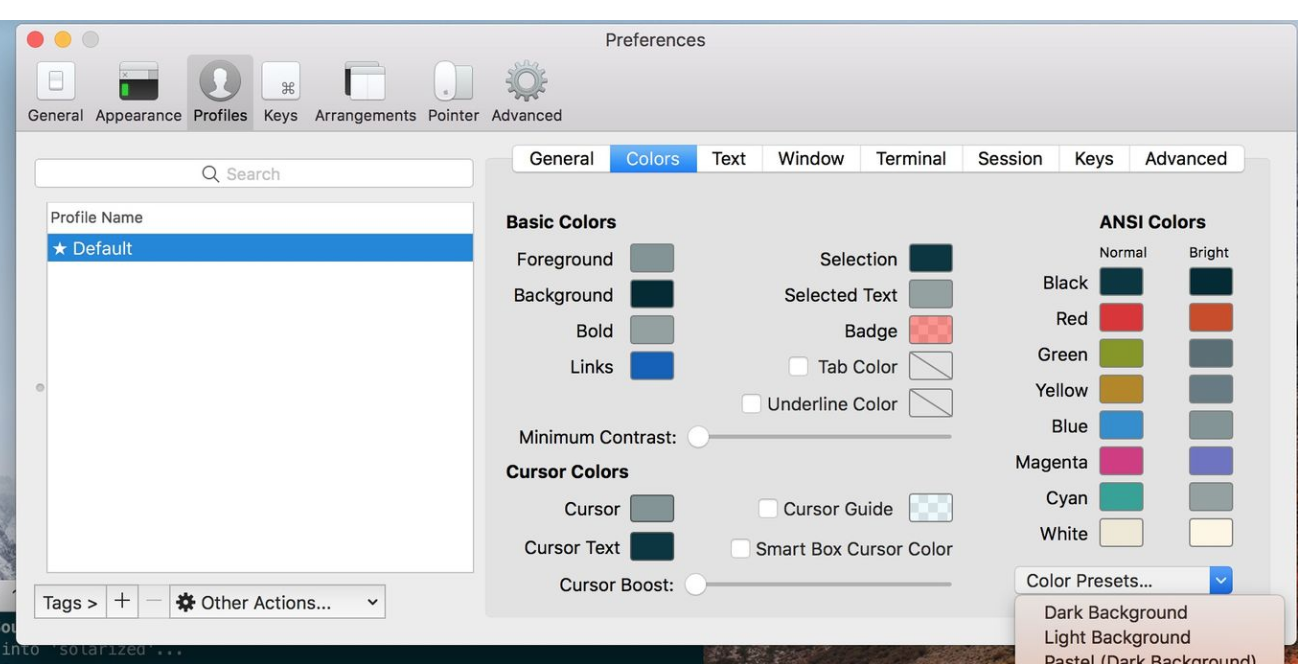 Preferences
General Appearance Profiles Keys Arrangements Pointer Advanced
General Colors Text Window Terminal Session Keys Advanced
Search
Profile Name
★ Default
Tags > + − Other Actions...
Basic Colors
Foreground
Background
Bold
Links
Selection
Selected Text
Badge
Tab Color
Underline Color
Minimum Contrast:
Cursor Colors
Cursor
Cursor Text
Cursor Guide
Smart Box Cursor Color
Cursor Boost:
ANSI Colors
Normal Bright
Black
Red
Green
Yellow
Blue
Magenta
Cyan
White
Color Presets...
Dark Background
Light Background
Pastel (Dark Background)
into 'solarized'...